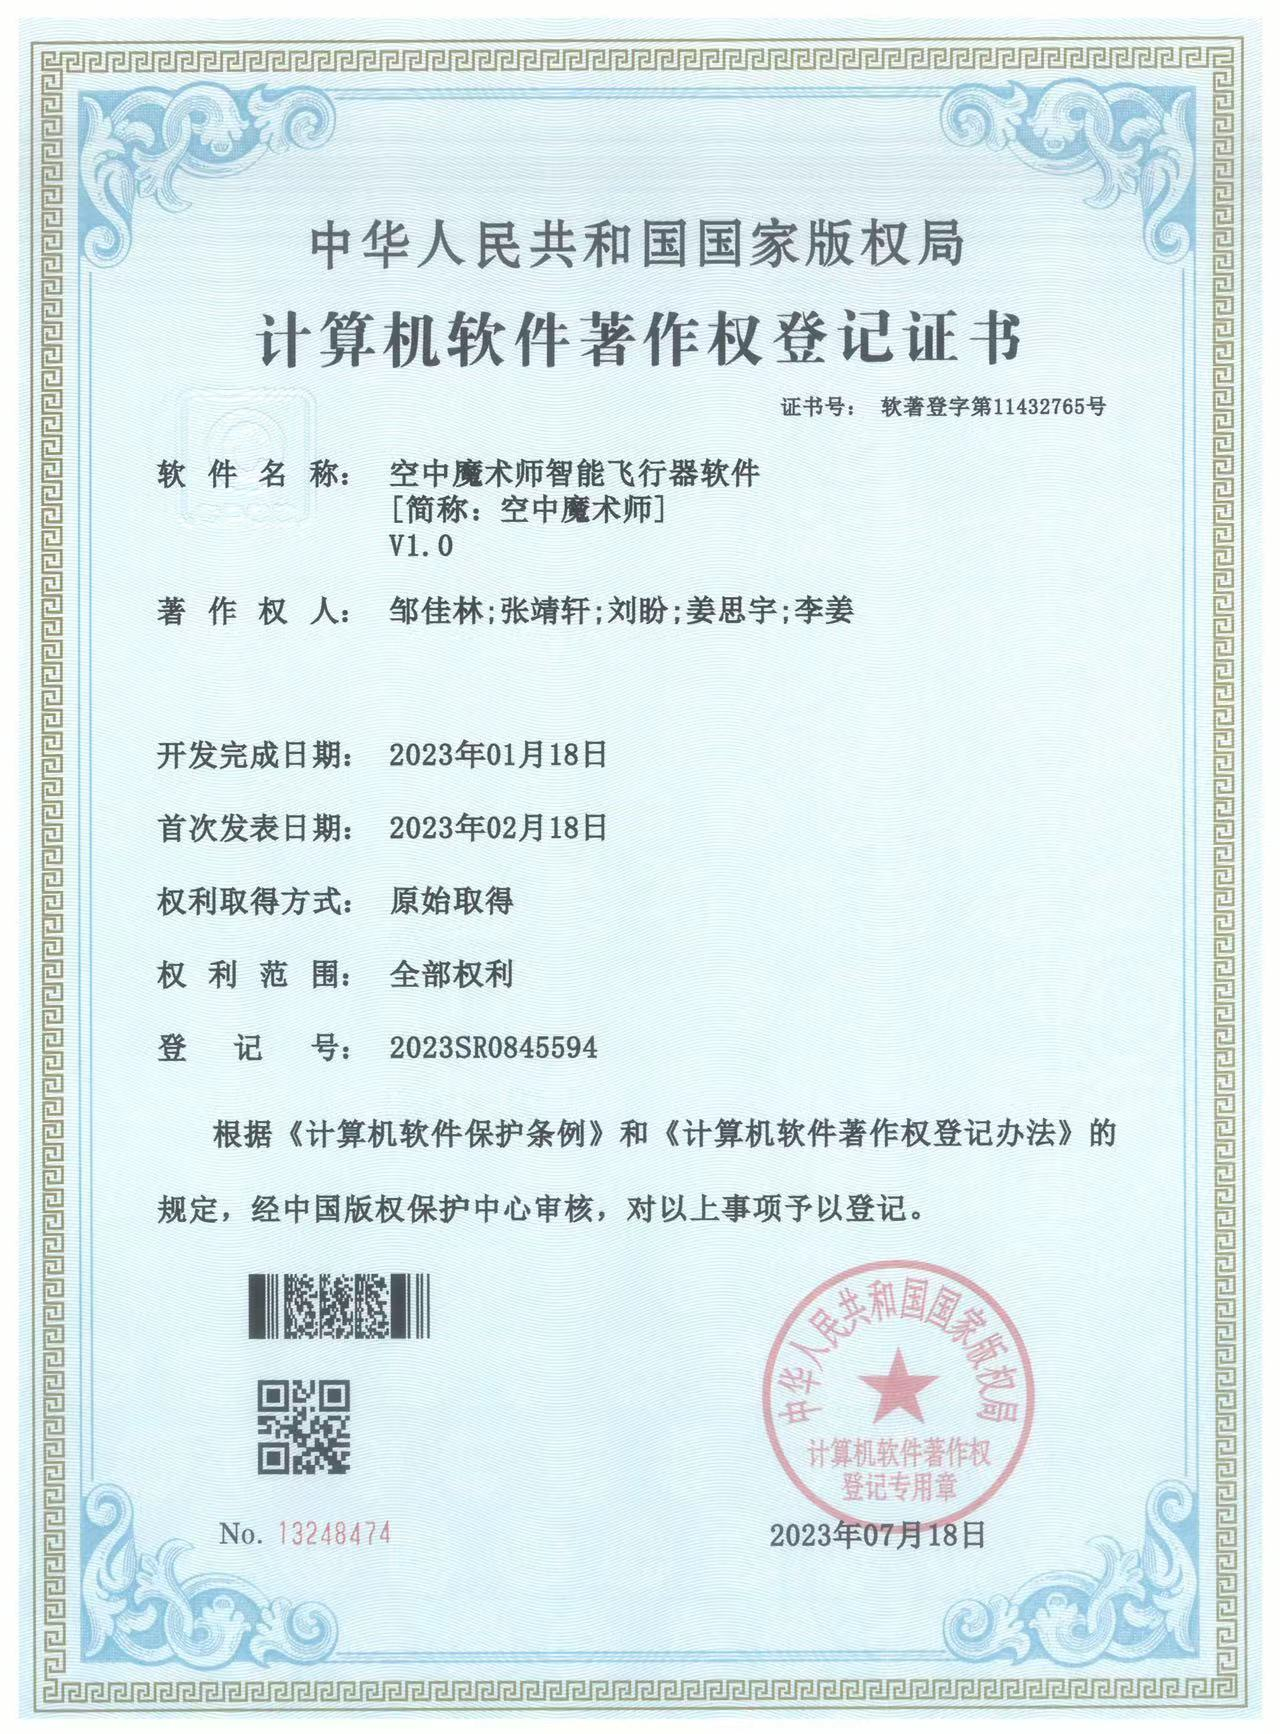 中华人民共和国国家版权局
计算机软件著作权登记证书
证书号： 软著登字第11432765号
软件名称： 空中魔术师智能飞行器软件
[简称：空中魔术师]
V1.0
著作权人： 邹佳林;张靖轩;刘盼;姜思宇;李姜
开发完成日期： 2023年01月18日
首次发表日期： 2023年02月18日
权利取得方式： 原始取得
权利范围： 全部权利
登记号： 2023SR0845594
根据《计算机软件保护条例》和《计算机软件著作权登记办法》的
规定，经中国版权保护中心审核，对以上事项予以登记。
中华人民共和国国家版权局
计算机软件著作权
登记专用章
No. 13248474
2023年07月18日